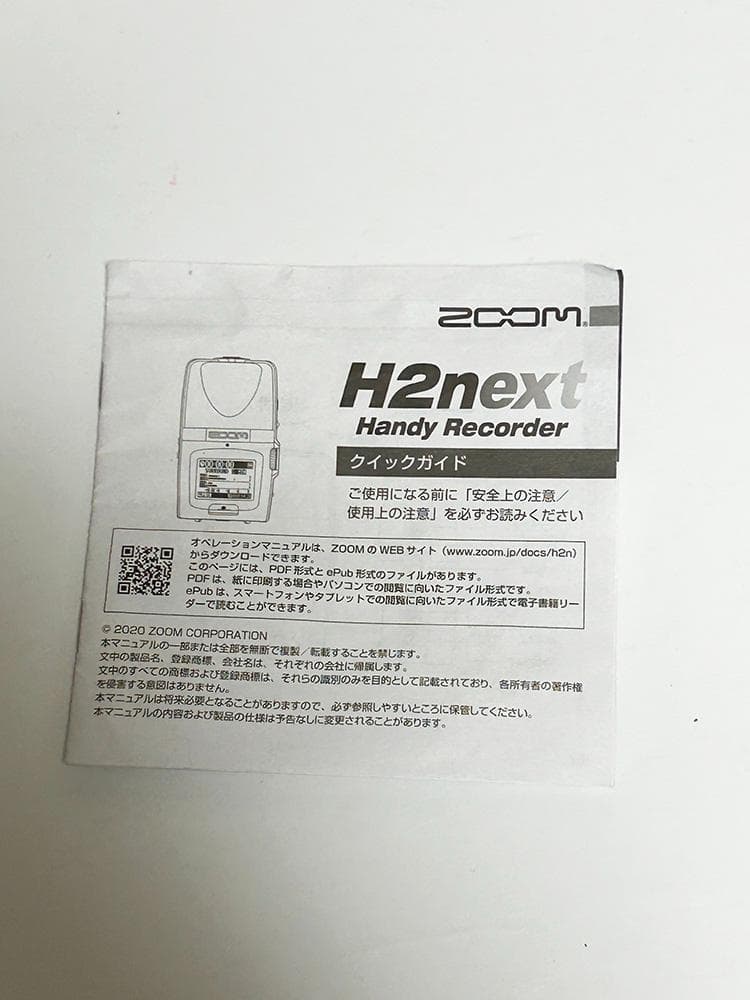 ZOOM®
H2next
Handy Recorder
クイックガイド
ご使用になる前に「安全上の注意／
使用上の注意」を必ずお読みください
ZOOM
00:00:00
SURROUND
オペレーションマニュアルは、ZOOM の WEB サイト（www.zoom.jp/docs/h2n）
からダウンロードできます。
このページには、PDF 形式と ePub 形式のファイルがあります。
PDF は、紙に印刷する場合やパソコンでの閲覧に向いたファイル形式です。
ePub は、スマートフォンやタブレットでの閲覧に向いたファイル形式で電子書籍リー
ダーで読むことができます。
© 2020 ZOOM CORPORATION
本マニュアルの一部または全部を無断で複製／転載することを禁じます。
文中の製品名、登録商標、会社名は、それぞれの会社に帰属します。
文中のすべての商標および登録商標は、それらの識別のみを目的として記載されており、各所有者の著作権
を侵害する意図はありません。
本マニュアルは将来必要となることがありますので、必ず参照しやすいところに保管してください。
本マニュアルの内容および製品の仕様は予告なしに変更されることがあります。